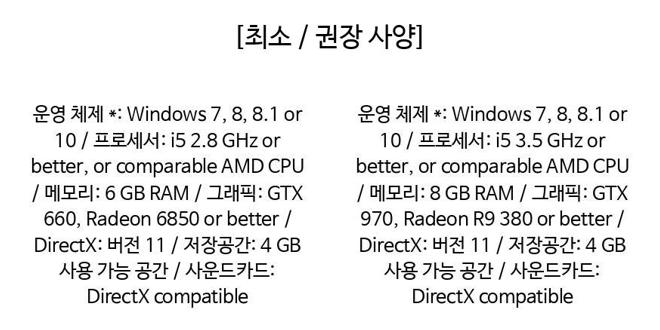 [최소 / 권장 사양]
운영 체제 *: Windows 7, 8, 8.1 or
10 / 프로세서: i5 2.8 GHz or
better, or comparable AMD CPU
/ 메모리: 6 GB RAM / 그래픽: GTX
660, Radeon 6850 or better /
DirectX: 버전 11 / 저장공간: 4 GB
사용 가능 공간 / 사운드카드:
DirectX compatible
운영 체제 *: Windows 7, 8, 8.1 or
10 / 프로세서: i5 3.5 GHz or
better, or comparable AMD CPU
/ 메모리: 8 GB RAM / 그래픽: GTX
970, Radeon R9 380 or better /
DirectX: 버전 11 / 저장공간: 4 GB
사용 가능 공간 / 사운드카드:
DirectX compatible